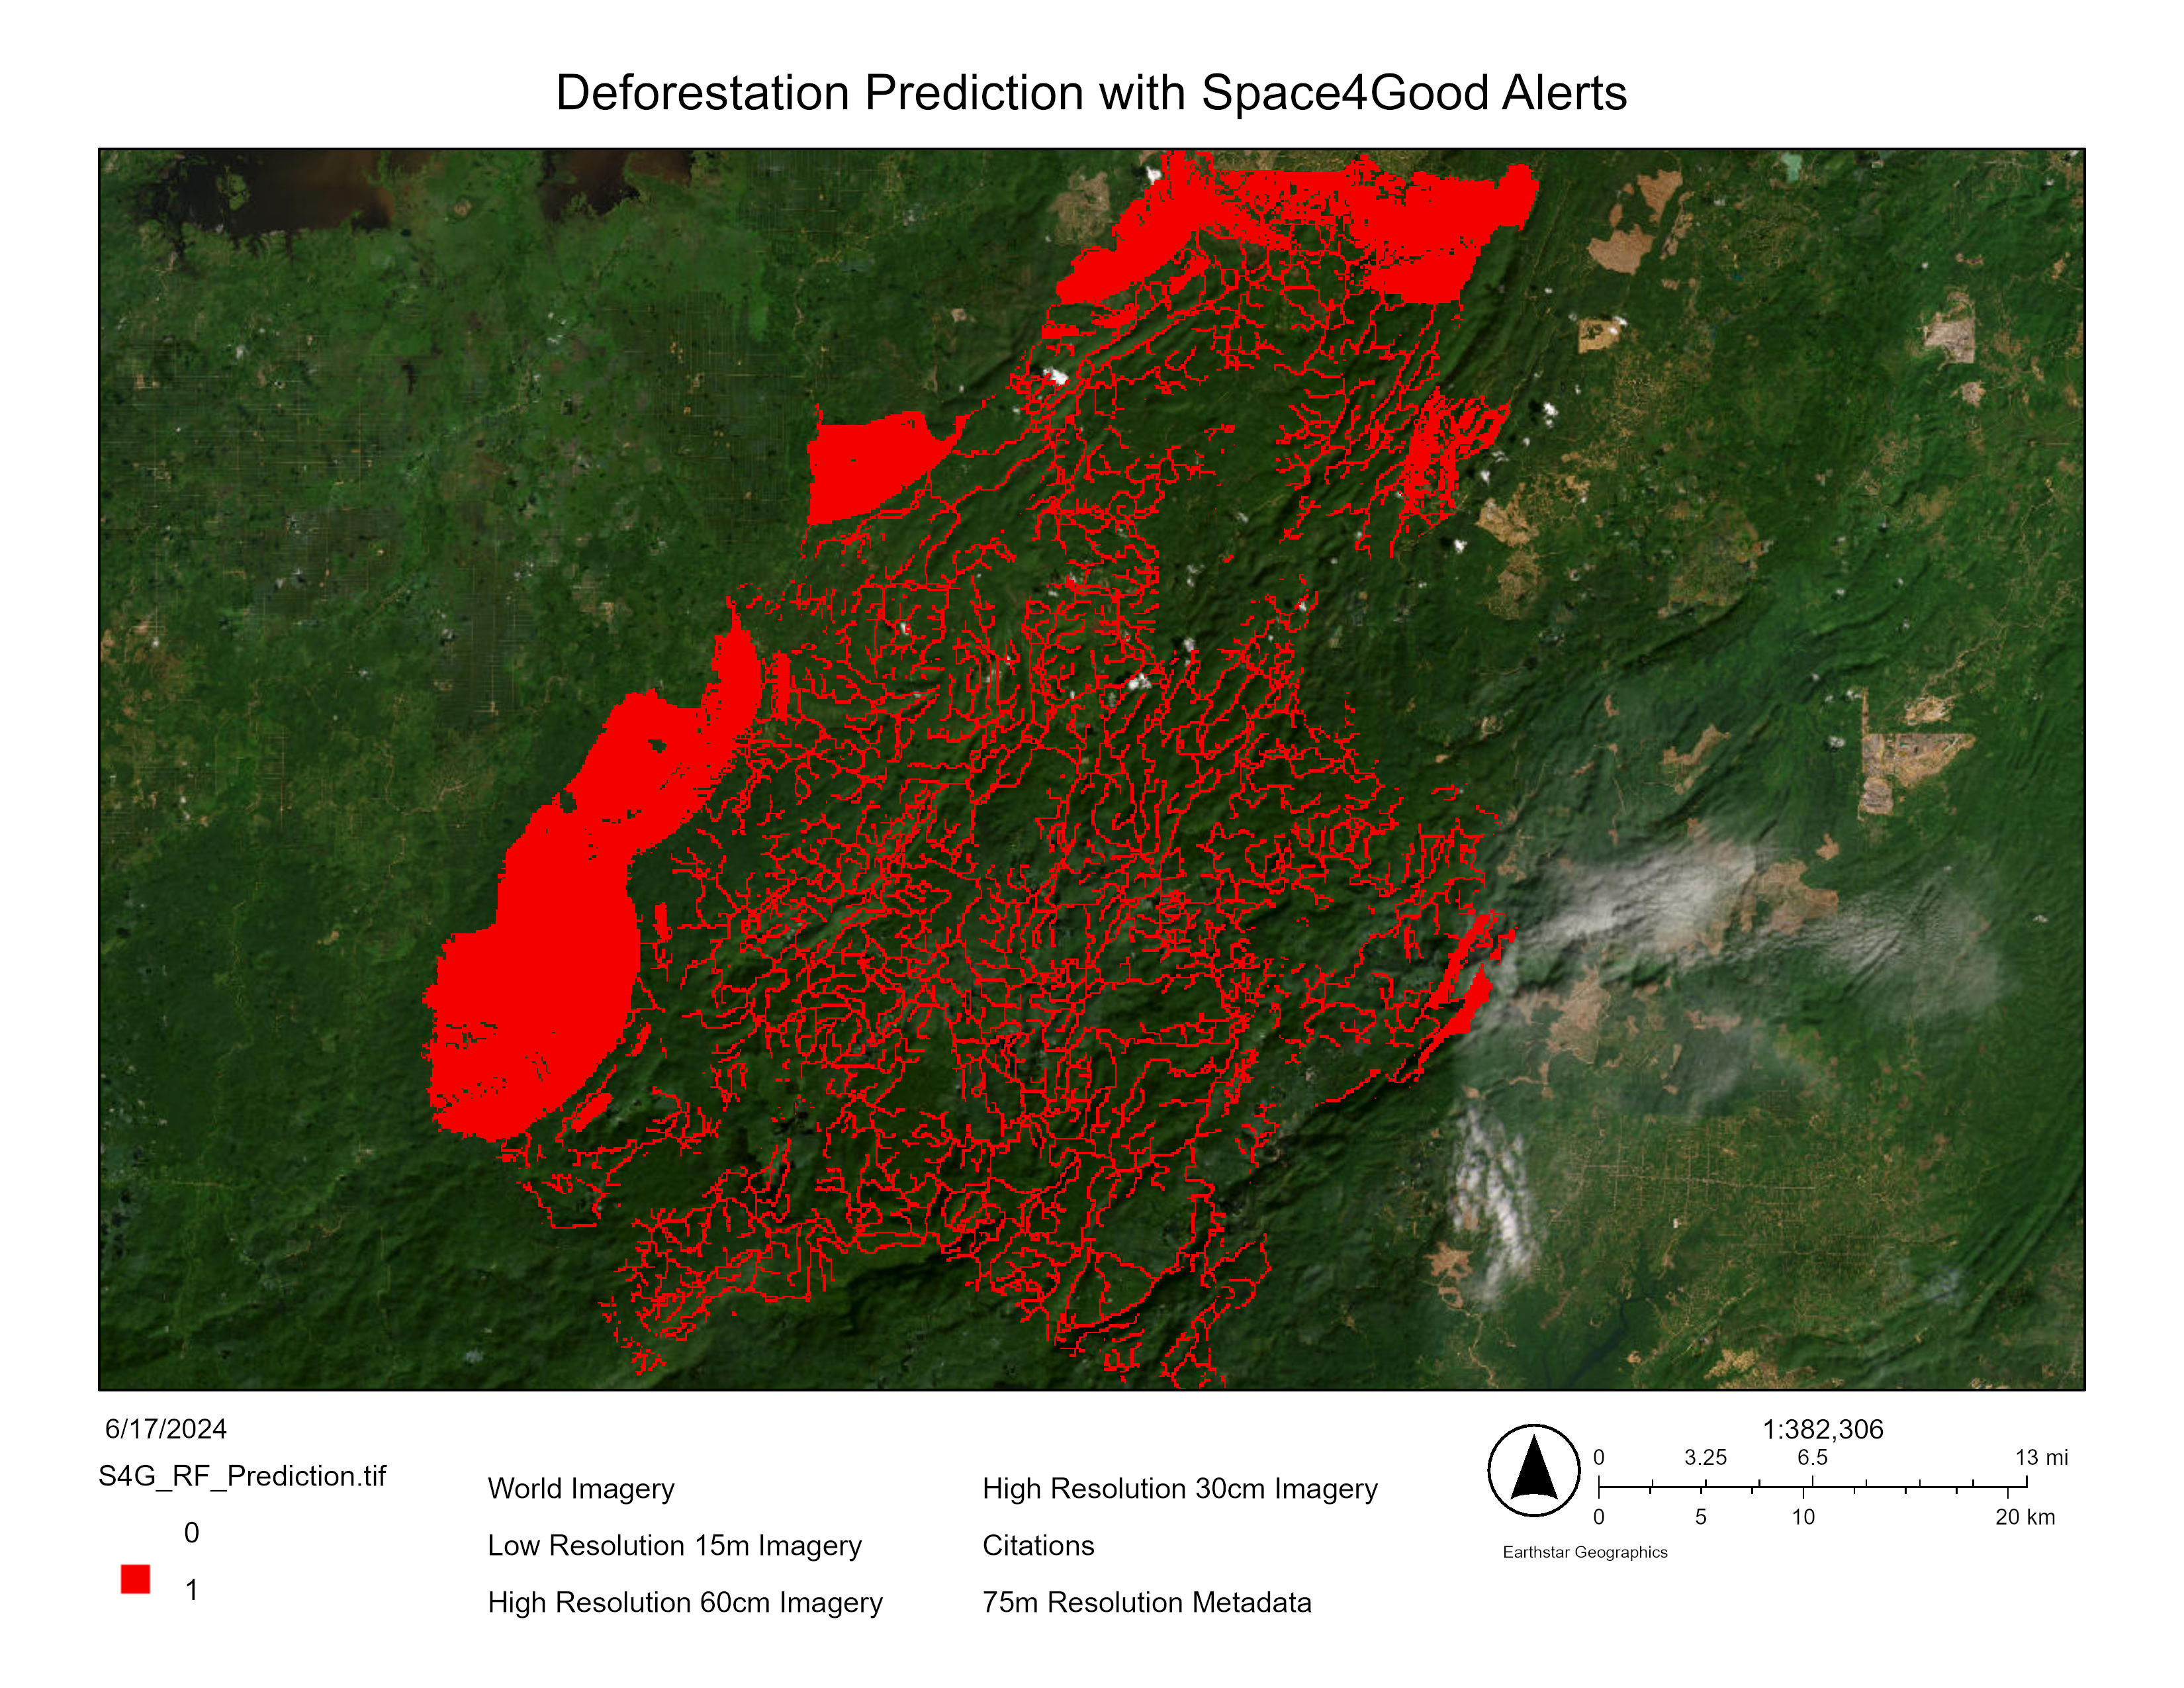 Deforestation Prediction with Space4Good Alerts
6/17/2024
S4G_RF_Prediction.tif
0
1
World Imagery
Low Resolution 15m Imagery
High Resolution 60cm Imagery
High Resolution 30cm Imagery
Citations
75m Resolution Metadata
1:382,306
0 3.25 6.5 13 mi
0 5 10 20 km
Earthstar Geographics